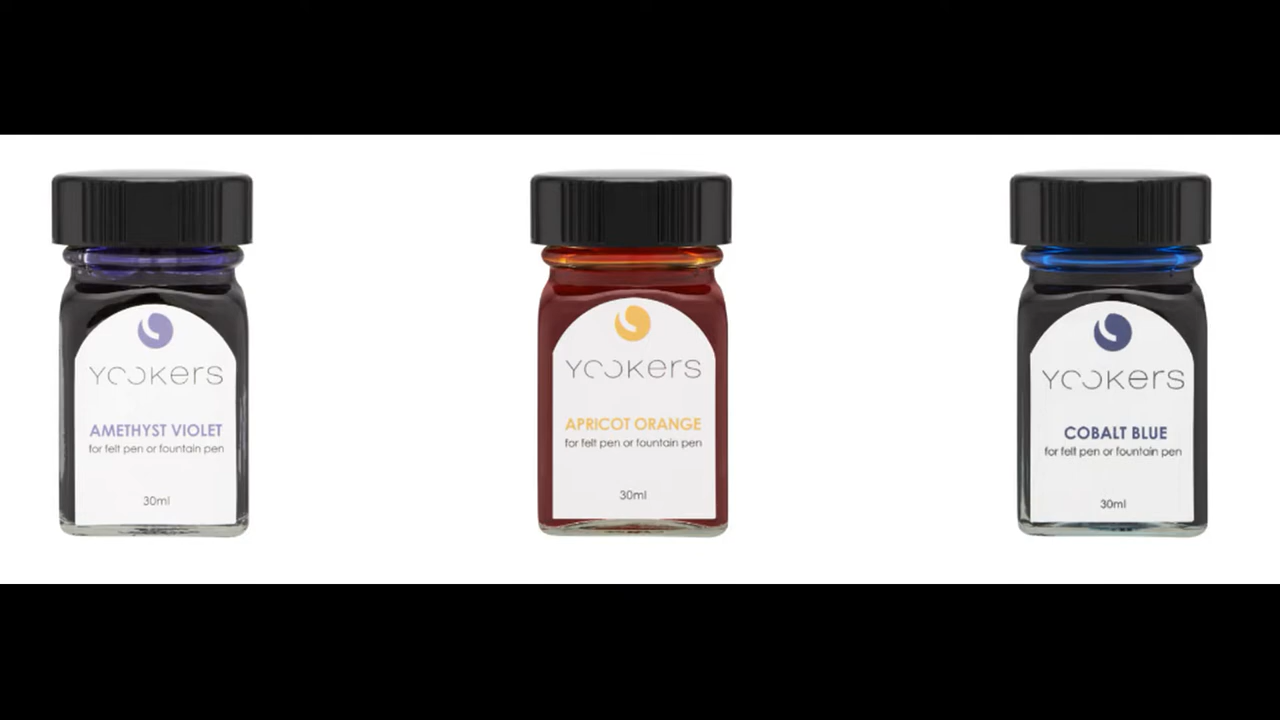 YOOKers
AMETHYST VIOLET
for felt pen or fountain pen
30ml
YOOKers
APRICOT ORANGE
for felt pen or fountain pen
30ml
YOOKers
COBALT BLUE
for felt pen or fountain pen
30ml